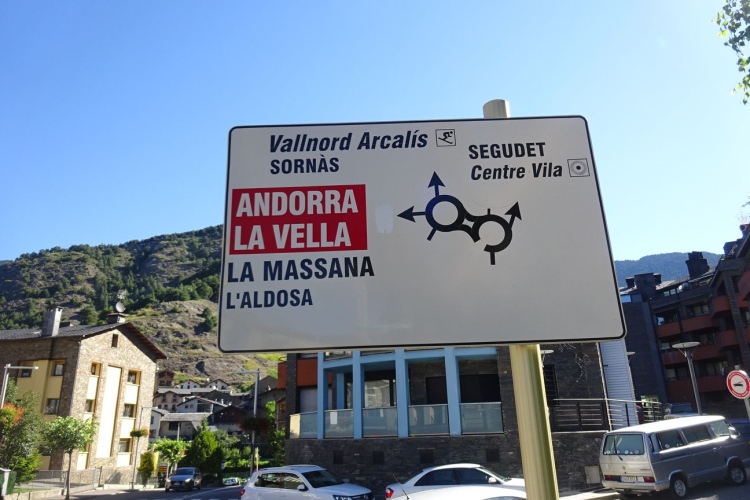 Vallnord Arcalís
SORNÀS
SEGUDET
Centre Vila
ANDORRA
LA VELLA
LA MASSANA
L'ALDOSA